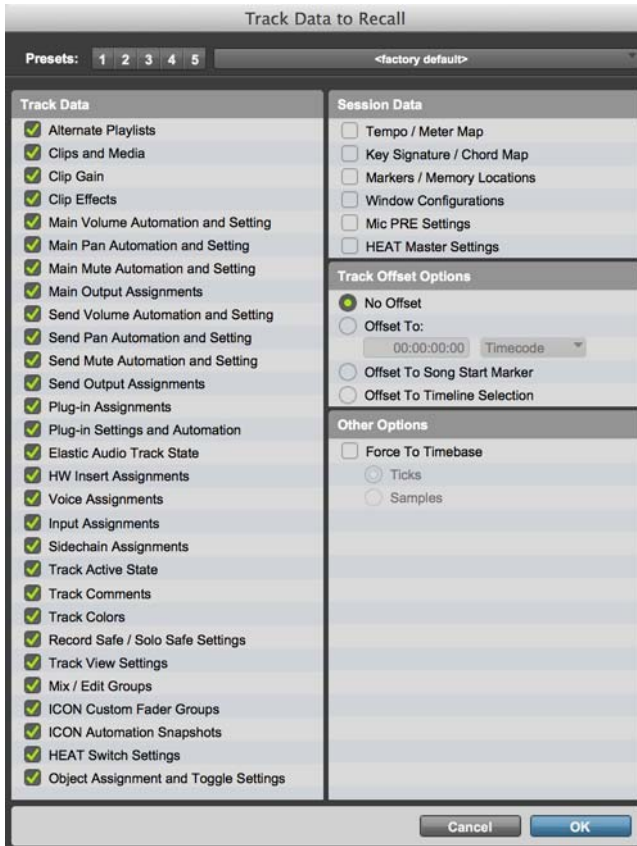 Track Data to Recall
Presets: 1 2 3 4 5 <factory default>
Track Data
Alternate Playlists
Clips and Media
Clip Gain
Clip Effects
Main Volume Automation and Setting
Main Pan Automation and Setting
Main Mute Automation and Setting
Main Output Assignments
Send Volume Automation and Setting
Send Pan Automation and Setting
Send Mute Automation and Setting
Send Output Assignments
Plug-in Assignments
Plug-in Settings and Automation
Elastic Audio Track State
HW Insert Assignments
Voice Assignments
Input Assignments
Sidechain Assignments
Track Active State
Track Comments
Track Colors
Record Safe / Solo Safe Settings
Track View Settings
Mix / Edit Groups
ICON Custom Fader Groups
ICON Automation Snapshots
HEAT Switch Settings
Object Assignment and Toggle Settings
Session Data
Tempo / Meter Map
Key Signature / Chord Map
Markers / Memory Locations
Window Configurations
Mic PRE Settings
HEAT Master Settings
Track Offset Options
No Offset
Offset To:
00:00:00:00 Timecode
Offset To Song Start Marker
Offset To Timeline Selection
Other Options
Force To Timebase
Ticks
Samples
Cancel OK